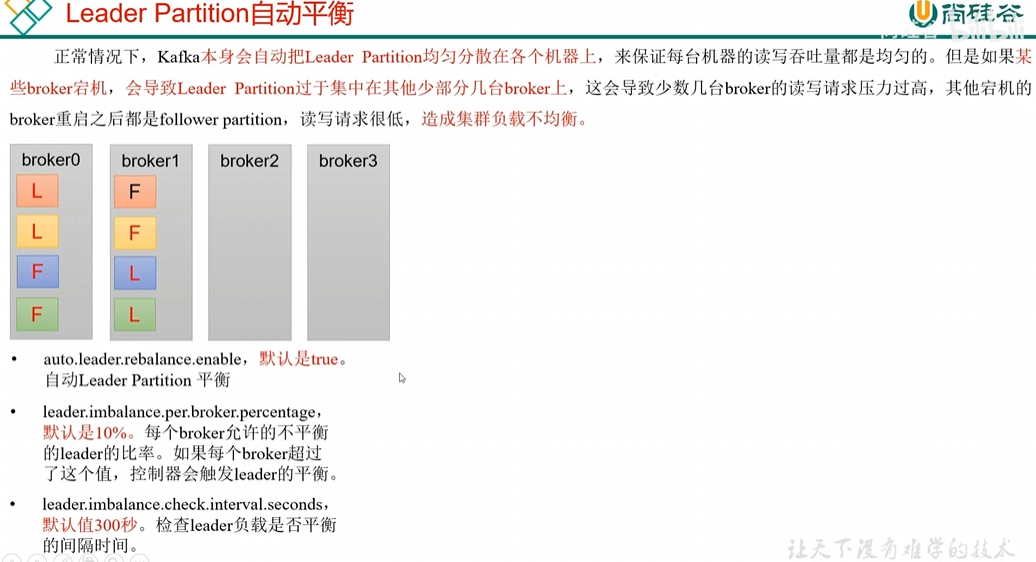 Leader Partition自动平衡
尚硅谷
正常情况下，Kafka本身会自动把Leader Partition均匀分散在各个机器上，来保证每台机器的读写吞吐量都是均匀的。但是如果某
些broker宕机，会导致Leader Partition过于集中在其他少部分几台broker上，这会导致少数几台broker的读写请求压力过高，其他宕机的
broker重启之后都是follower partition，读写请求很低，造成集群负载不均衡。
broker0 broker1 broker2 broker3
L F
L F
F L
F L
• auto.leader.rebalance.enable，默认是true。
自动Leader Partition 平衡
• leader.imbalance.per.broker.percentage，
默认是10%。每个broker允许的不平衡
的leader的比率。如果每个broker超过
了这个值，控制器会触发leader的平衡。
• leader.imbalance.check.interval.seconds，
默认值300秒。检查leader负载是否平衡
的间隔时间。
让天下没有难学的技术